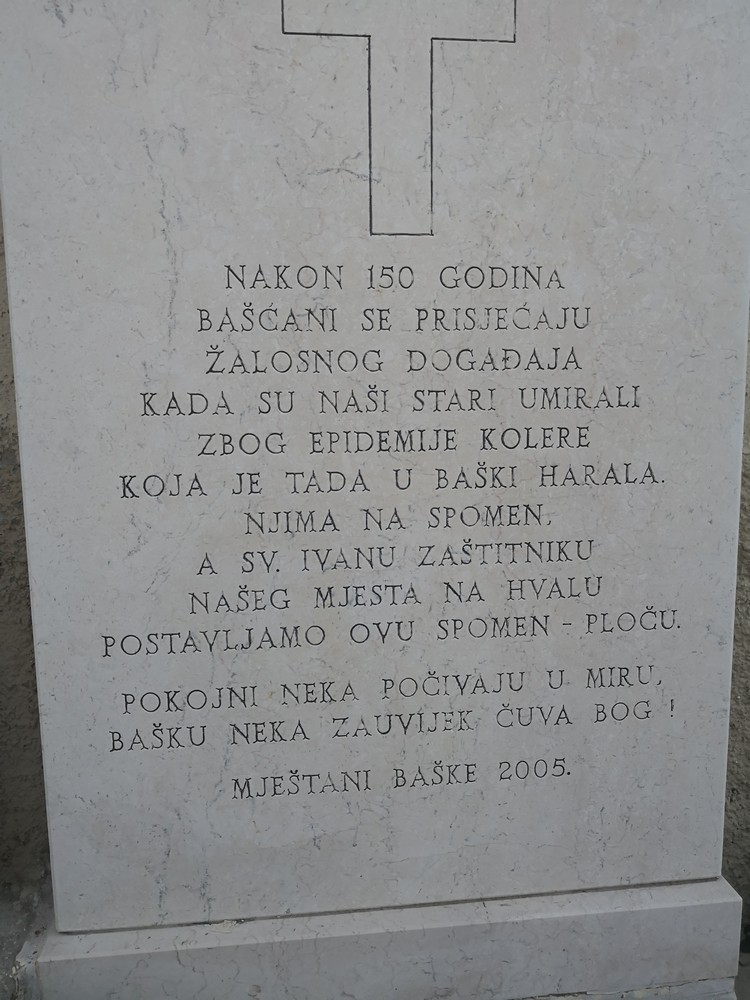 NAKON 150 GODINA
BAŠĆANI SE PRISJEĆAJU
ŽALOSNOG DOGAĐAJA
KADA SU NAŠI STARI UMIRALI
ZBOG EPIDEMIJE KOLERE
KOJA JE TADA U BAŠKI HARALA.
NJIMA NA SPOMEN,
A SV. IVANU ZAŠTITNIKU
NAŠEG MJESTA NA HVALU
POSTAVLJAMO OVU SPOMEN - PLOČU.
POKOJNI NEKA POČIVAJU U MIRU,
BAŠKU NEKA ZAUVIJEK ČUVA BOG !
MJEŠTANI BAŠKE 2005.